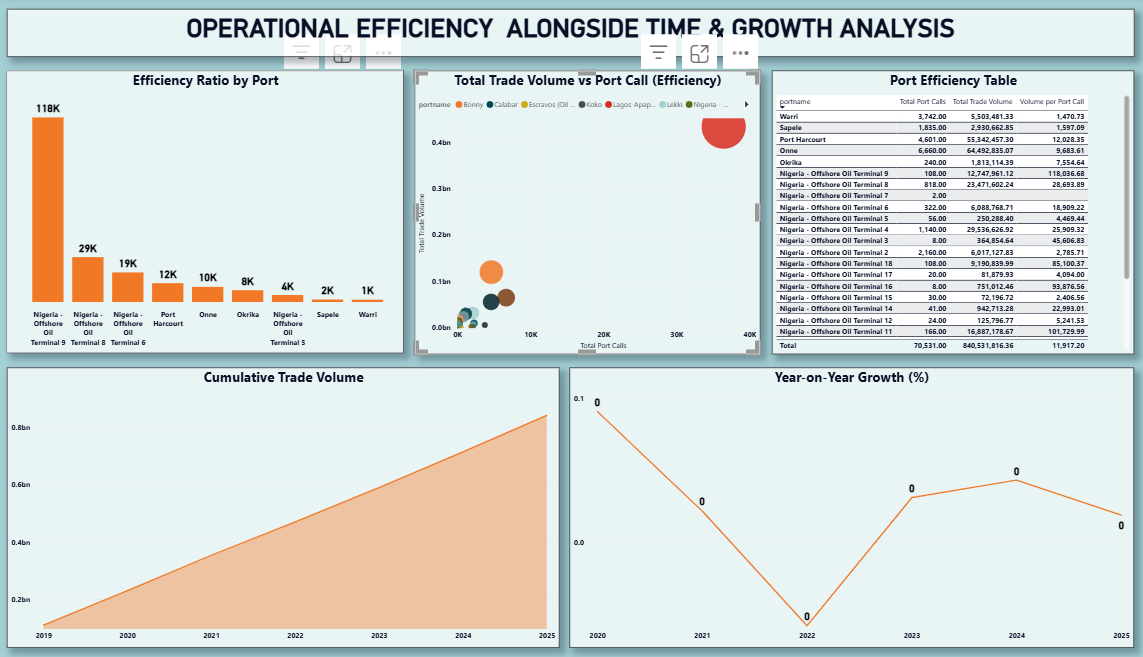 OPERATIONAL EFFICIENCY ALONGSIDE TIME & GROWTH ANALYSIS
Efficiency Ratio by Port
118K
29K
19K
12K
10K
8K
4K
2K
1K
Nigeria - Offshore Oil Terminal 9
Nigeria - Offshore Oil Terminal 8
Nigeria - Offshore Oil Terminal 6
Port Harcourt
Onne
Okrika
Nigeria - Offshore Oil Terminal 5
Sapele
Warri
Total Trade Volume vs Port Call (Efficiency)
portname Bonny Calabar Escravos (Oil ... Koko Lagos-Apap... Lekki Nigeria - ...
Total Trade Volume
0.4bn
0.3bn
0.2bn
0.1bn
0.0bn
0K 10K 20K 30K 40K
Total Port Calls
Port Efficiency Table
portname Total Port Calls Total Trade Volume Volume per Port Call
Warri 3,742.00 5,503,481.33 1,470.73
Sapele 1,835.00 2,930,662.85 1,597.09
Port Harcourt 4,601.00 55,342,457.30 12,028.35
Onne 6,660.00 64,492,835.07 9,683.61
Okrika 240.00 1,813,114.39 7,554.64
Nigeria - Offshore Oil Terminal 9 108.00 12,747,961.12 118,036.68
Nigeria - Offshore Oil Terminal 8 818.00 23,471,602.24 28,693.89
Nigeria - Offshore Oil Terminal 7 2.00
Nigeria - Offshore Oil Terminal 6 322.00 6,088,768.71 18,909.22
Nigeria - Offshore Oil Terminal 5 56.00 250,288.40 4,469.44
Nigeria - Offshore Oil Terminal 4 1,140.00 29,536,626.92 25,909.32
Nigeria - Offshore Oil Terminal 3 8.00 364,854.64 45,606.83
Nigeria - Offshore Oil Terminal 2 2,160.00 6,017,127.83 2,785.71
Nigeria - Offshore Oil Terminal 18 108.00 9,190,839.99 85,100.37
Nigeria - Offshore Oil Terminal 17 20.00 81,879.93 4,094.00
Nigeria - Offshore Oil Terminal 16 8.00 751,012.46 93,876.56
Nigeria - Offshore Oil Terminal 15 30.00 72,196.72 2,406.56
Nigeria - Offshore Oil Terminal 14 41.00 942,713.28 22,993.01
Nigeria - Offshore Oil Terminal 12 24.00 125,796.77 5,241.53
Nigeria - Offshore Oil Terminal 11 166.00 16,887,178.67 101,729.99
Total 70,531.00 840,531,816.36 11,917.20
Cumulative Trade Volume
0.8bn
0.6bn
0.4bn
0.2bn
2019 2020 2021 2022 2023 2024 2025
Year-on-Year Growth (%)
0.1
0.0
0
0
0
0
0
0
2020 2021 2022 2023 2024 2025